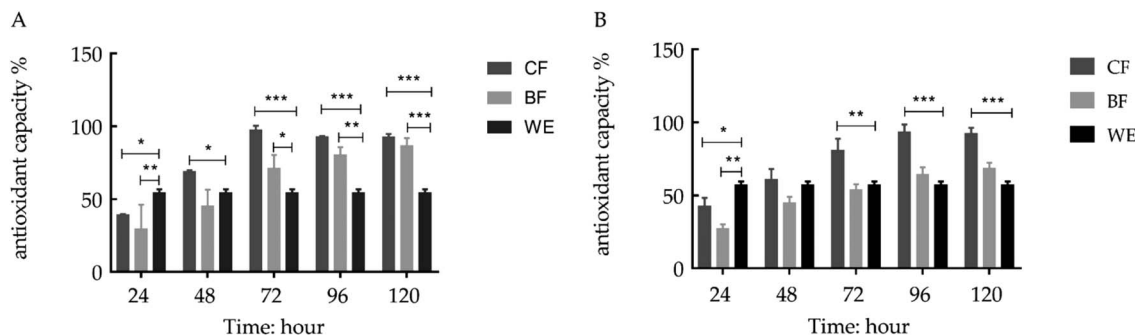 A
antioxidant capacity %
150
100
50
0
* ** * *** * *** ** *** ***
24 48 72 96 120
Time: hour
CF
BF
WE
B
antioxidant capacity %
150
100
50
0
* ** ** *** ***
24 48 72 96 120
Time: hour
CF
BF
WE